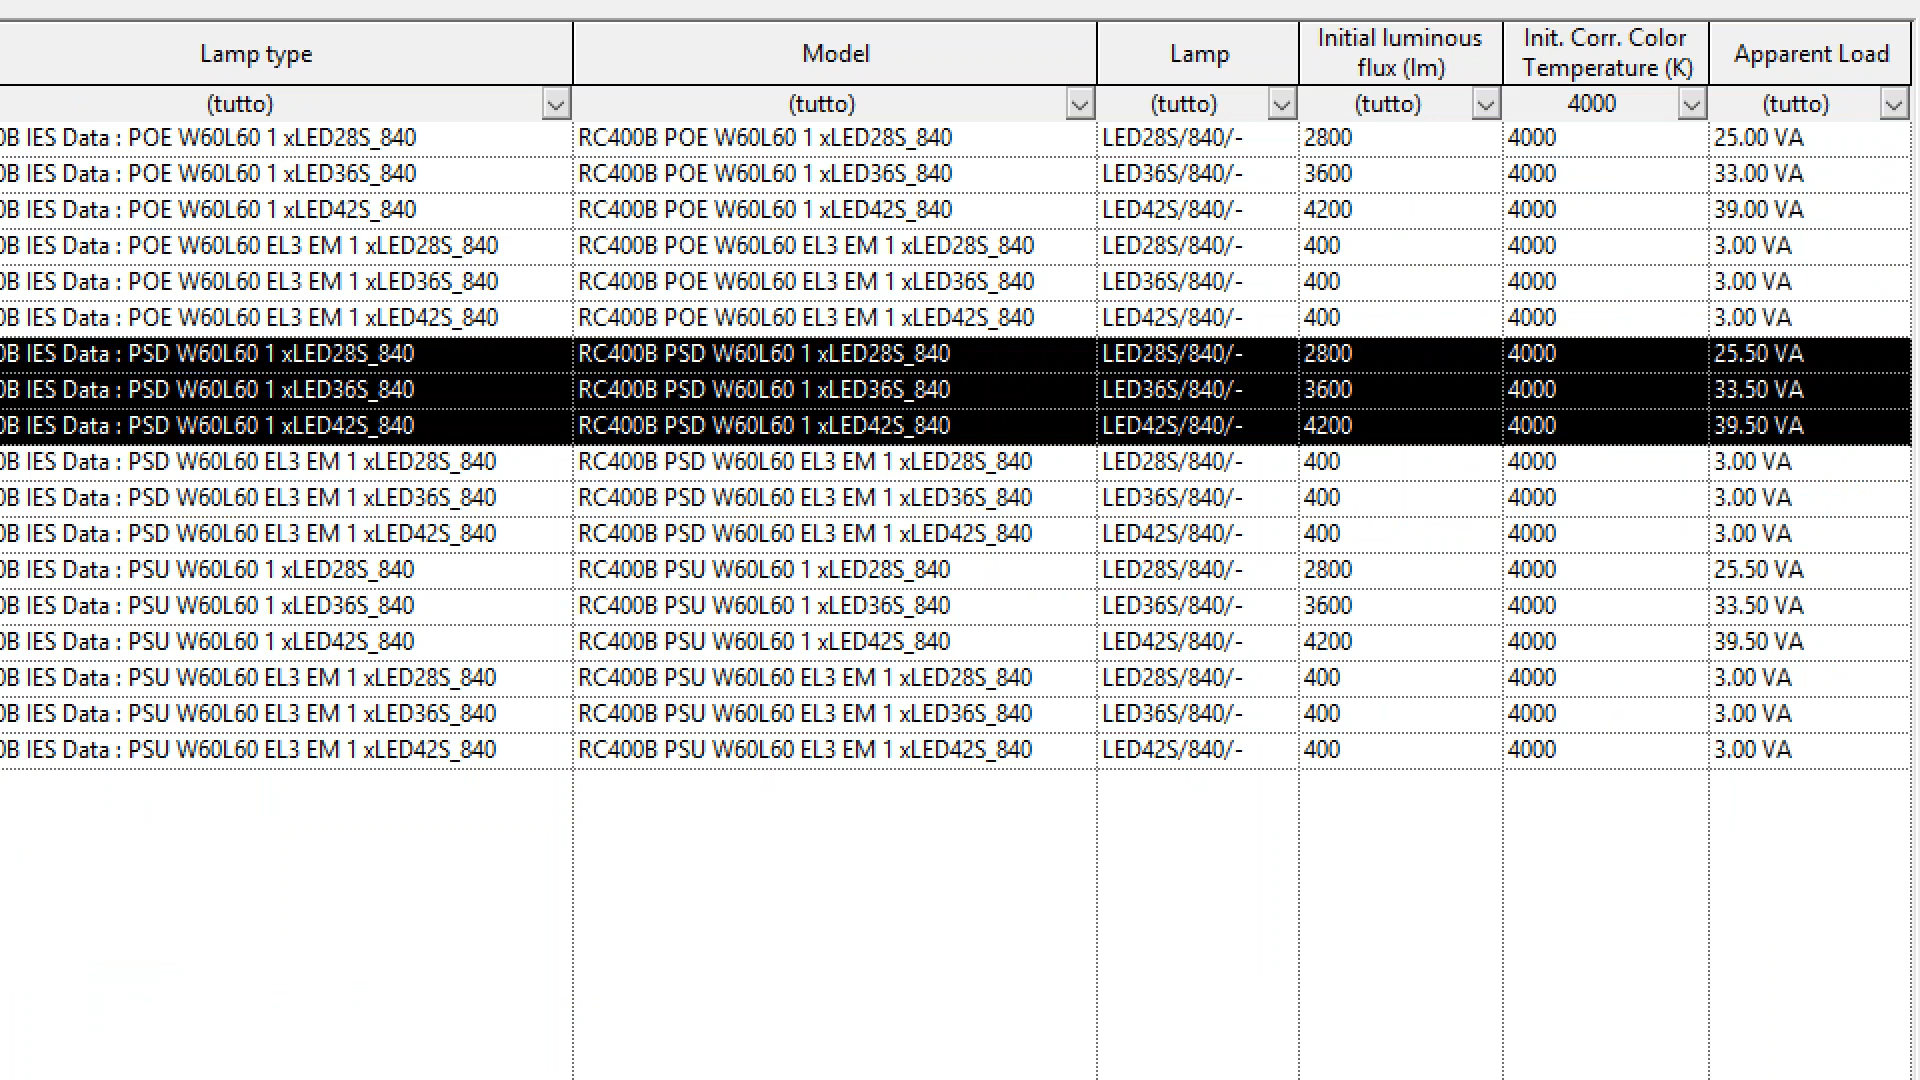 Lamp type Model Lamp Initial luminous flux (lm) Init. Corr. Color Temperature (K) Apparent Load
(tutto) (tutto) (tutto) (tutto) 4000 (tutto)
0B IES Data : POE W60L60 1 xLED28S_840 RC400B POE W60L60 1 xLED28S_840 LED28S/840/- 2800 4000 25.00 VA
0B IES Data : POE W60L60 1 xLED36S_840 RC400B POE W60L60 1 xLED36S_840 LED36S/840/- 3600 4000 33.00 VA
0B IES Data : POE W60L60 1 xLED42S_840 RC400B POE W60L60 1 xLED42S_840 LED42S/840/- 4200 4000 39.00 VA
0B IES Data : POE W60L60 EL3 EM 1 xLED28S_840 RC400B POE W60L60 EL3 EM 1 xLED28S_840 LED28S/840/- 400 4000 3.00 VA
0B IES Data : POE W60L60 EL3 EM 1 xLED36S_840 RC400B POE W60L60 EL3 EM 1 xLED36S_840 LED36S/840/- 400 4000 3.00 VA
0B IES Data : POE W60L60 EL3 EM 1 xLED42S_840 RC400B POE W60L60 EL3 EM 1 xLED42S_840 LED42S/840/- 400 4000 3.00 VA
0B IES Data : PSD W60L60 1 xLED28S_840 RC400B PSD W60L60 1 xLED28S_840 LED28S/840/- 2800 4000 25.50 VA
0B IES Data : PSD W60L60 1 xLED36S_840 RC400B PSD W60L60 1 xLED36S_840 LED36S/840/- 3600 4000 33.50 VA
0B IES Data : PSD W60L60 1 xLED42S_840 RC400B PSD W60L60 1 xLED42S_840 LED42S/840/- 4200 4000 39.50 VA
0B IES Data : PSD W60L60 EL3 EM 1 xLED28S_840 RC400B PSD W60L60 EL3 EM 1 xLED28S_840 LED28S/840/- 400 4000 3.00 VA
0B IES Data : PSD W60L60 EL3 EM 1 xLED36S_840 RC400B PSD W60L60 EL3 EM 1 xLED36S_840 LED36S/840/- 400 4000 3.00 VA
0B IES Data : PSD W60L60 EL3 EM 1 xLED42S_840 RC400B PSD W60L60 EL3 EM 1 xLED42S_840 LED42S/840/- 400 4000 3.00 VA
0B IES Data : PSU W60L60 1 xLED28S_840 RC400B PSU W60L60 1 xLED28S_840 LED28S/840/- 2800 4000 25.50 VA
0B IES Data : PSU W60L60 1 xLED36S_840 RC400B PSU W60L60 1 xLED36S_840 LED36S/840/- 3600 4000 33.50 VA
0B IES Data : PSU W60L60 1 xLED42S_840 RC400B PSU W60L60 1 xLED42S_840 LED42S/840/- 4200 4000 39.50 VA
0B IES Data : PSU W60L60 EL3 EM 1 xLED28S_840 RC400B PSU W60L60 EL3 EM 1 xLED28S_840 LED28S/840/- 400 4000 3.00 VA
0B IES Data : PSU W60L60 EL3 EM 1 xLED36S_840 RC400B PSU W60L60 EL3 EM 1 xLED36S_840 LED36S/840/- 400 4000 3.00 VA
0B IES Data : PSU W60L60 EL3 EM 1 xLED42S_840 RC400B PSU W60L60 EL3 EM 1 xLED42S_840 LED42S/840/- 400 4000 3.00 VA